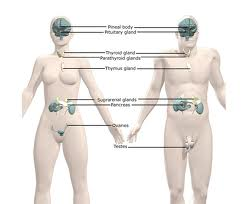 Pineal body
Pituitary gland
Thyroid gland
Parathyroid glands
Thymus gland
Suprarenal glands
Pancreas
Ovaries
Testes